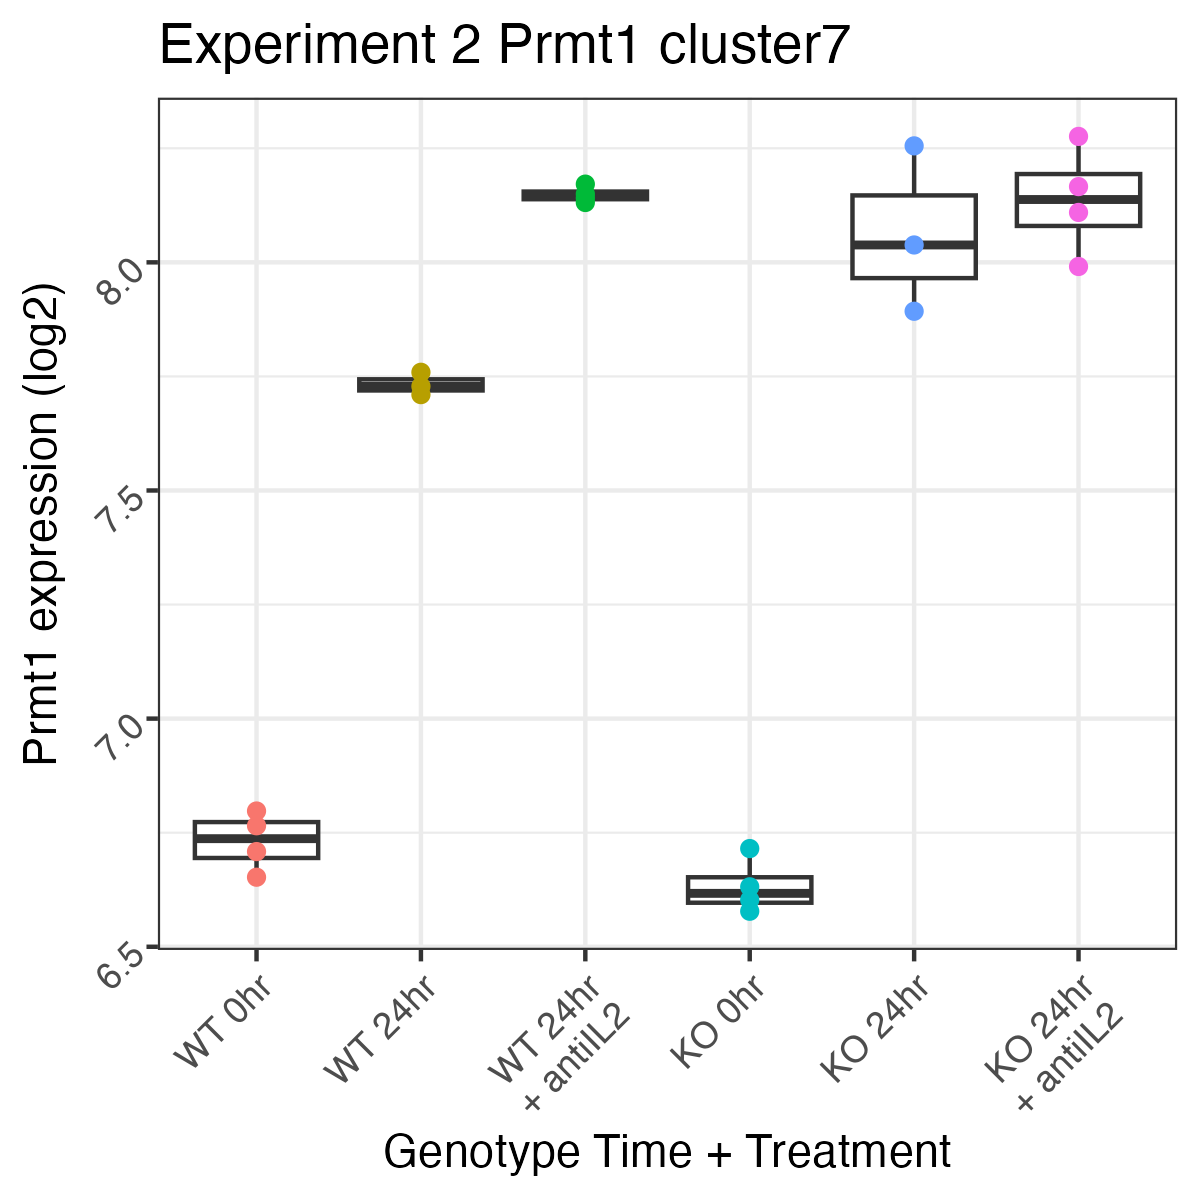 Experiment 2 Prmt1 cluster7
Prmt1 expression (log2)
8.0
7.5
7.0
6.5
WT 0hr
WT 24hr
WT 24hr
+ antiIL2
KO 0hr
KO 24hr
KO 24hr
+ antiIL2
Genotype Time + Treatment